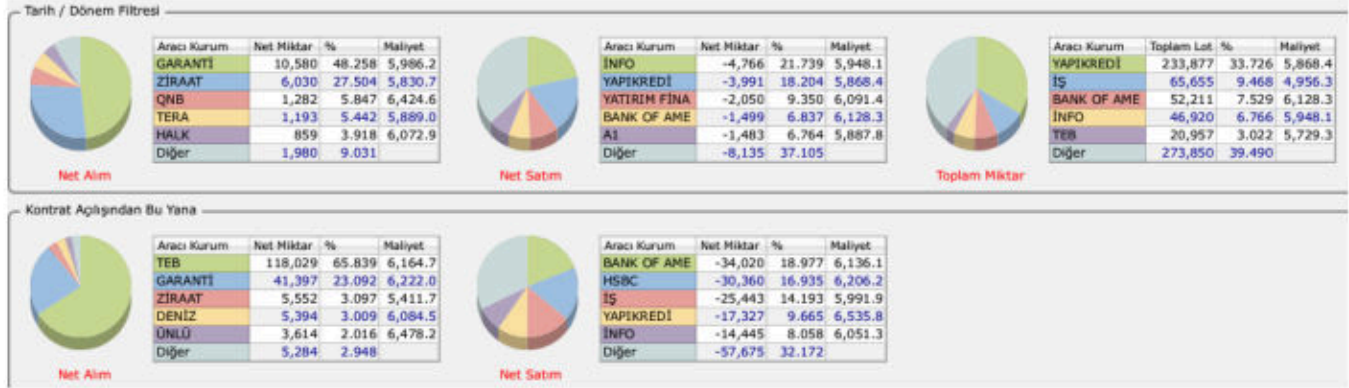 Tarih / Dönem Filtresi
Aracı Kurum Net Miktar % Maliyet
GARANTİ 10,580 48.258 5,986.2
ZİRAAT 6,030 27.504 5,830.7
QNB 1,282 5.847 6,424.6
TERA 1,193 5.442 5,889.0
HALK 859 3.918 6,072.9
Diğer 1,980 9.031
Net Alım
Aracı Kurum Net Miktar % Maliyet
İNFO -4,766 21.739 5,948.1
YAPIKREDİ -3,991 18.204 5,868.4
YATIRIM FİNA -2,050 9.350 6,091.4
BANK OF AME -1,499 6.837 6,128.3
A1 -1,483 6.764 5,887.8
Diğer -8,135 37.105
Net Satım
Aracı Kurum Toplam Lot % Maliyet
YAPIKREDİ 233,877 33.726 5,868.4
İŞ 65,655 9.468 4,956.3
BANK OF AME 52,211 7.529 6,128.3
İNFO 46,920 6.766 5,948.1
TEB 20,957 3.022 5,729.3
Diğer 273,850 39.490
Toplam Miktar
Kontrat Açılışından Bu Yana
Aracı Kurum Net Miktar % Maliyet
TEB 118,029 65.839 6,164.7
GARANTİ 41,397 23.092 6,222.0
ZİRAAT 5,552 3.097 5,411.7
DENİZ 5,394 3.009 6,084.5
ÜNLÜ 3,614 2.016 6,478.2
Diğer 5,284 2.948
Net Alım
Aracı Kurum Net Miktar % Maliyet
BANK OF AME -34,020 18.977 6,136.1
HSBC -30,360 16.935 6,206.2
İŞ -25,443 14.193 5,991.9
YAPIKREDİ -17,327 9.665 6,535.8
İNFO -14,445 8.058 6,051.3
Diğer -57,675 32.172
Net Satım